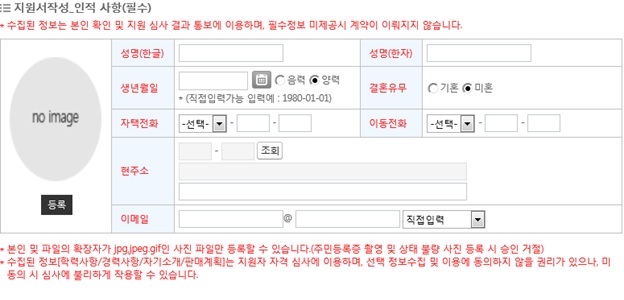 지원서작성_인적 사항(필수)
* 수집된 정보는 본인 확인 및 지원 심사 결과 통보에 이용하며, 필수정보 미제공시 계약이 이뤄지지 않습니다.
성명(한글) 성명(한자)
생년월일 음력 양력 결혼유무 기혼 미혼
* (직접입력가능 입력예 : 1980-01-01)
no image
자택전화 -선택- - - 이동전화 -선택- - -
- 조회
현주소
등록
이메일 @ 직접입력
* 본인 및 파일의 확장자가 jpg,jpeg.gif인 사진 파일만 등록할 수 있습니다.(주민등록증 촬영 및 상태 불량 사진 등록 시 승인 거절)
* 수집된 정보[학력사항/경력사항/자기소개/판매계획]는 지원자 자격 심사에 이용하며, 선택 정보수집 및 이용에 동의하지 않을 권리가 있으나, 미
동의 시 심사에 불리하게 작용할 수 있습니다.